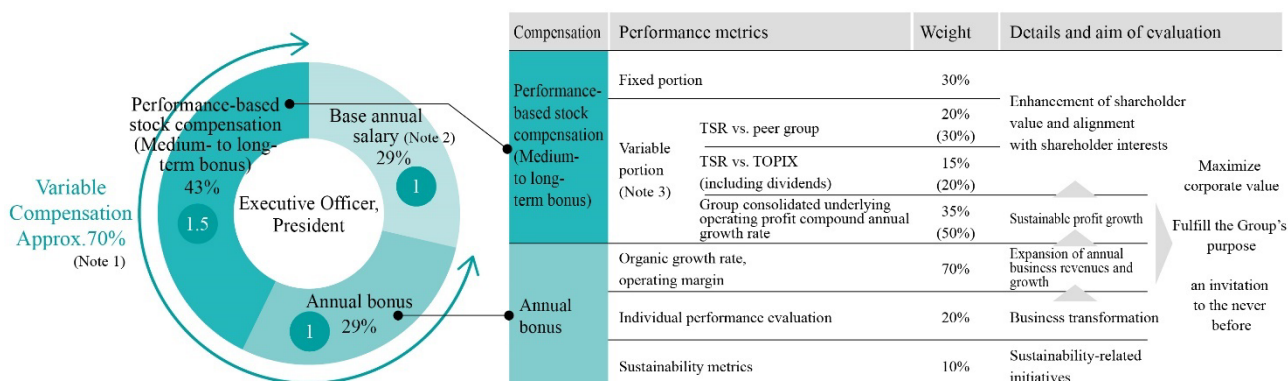 Variable
Compensation
Approx.70%
(Note 1)
Performance-based
stock compensation
(Medium- to long-
term bonus)
43%
1.5
Base annual
salary (Note 2)
29%
1
Executive Officer,
President
Annual bonus
29%
1
Compensation Performance metrics Weight Details and aim of evaluation
Performance-
based stock
compensation
(Medium-
to long-
term bonus)
Fixed portion 30%
Variable
portion
(Note 3)
TSR vs. peer group
20%
(30%)
TSR vs. TOPIX
(including dividends)
15%
(20%)
Group consolidated underlying
operating profit compound annual
growth rate
35%
(50%)
Enhancement of shareholder
value and alignment
with shareholder interests
Sustainable profit growth
Annual
bonus
Organic growth rate,
operating margin
70%
Expansion of annual
business revenues and
growth
Individual performance evaluation 20% Business transformation
Sustainability metrics 10%
Sustainability-related
initiatives
Maximize
corporate value
Fulfill the Group's
purpose
an invitation
to the never
before